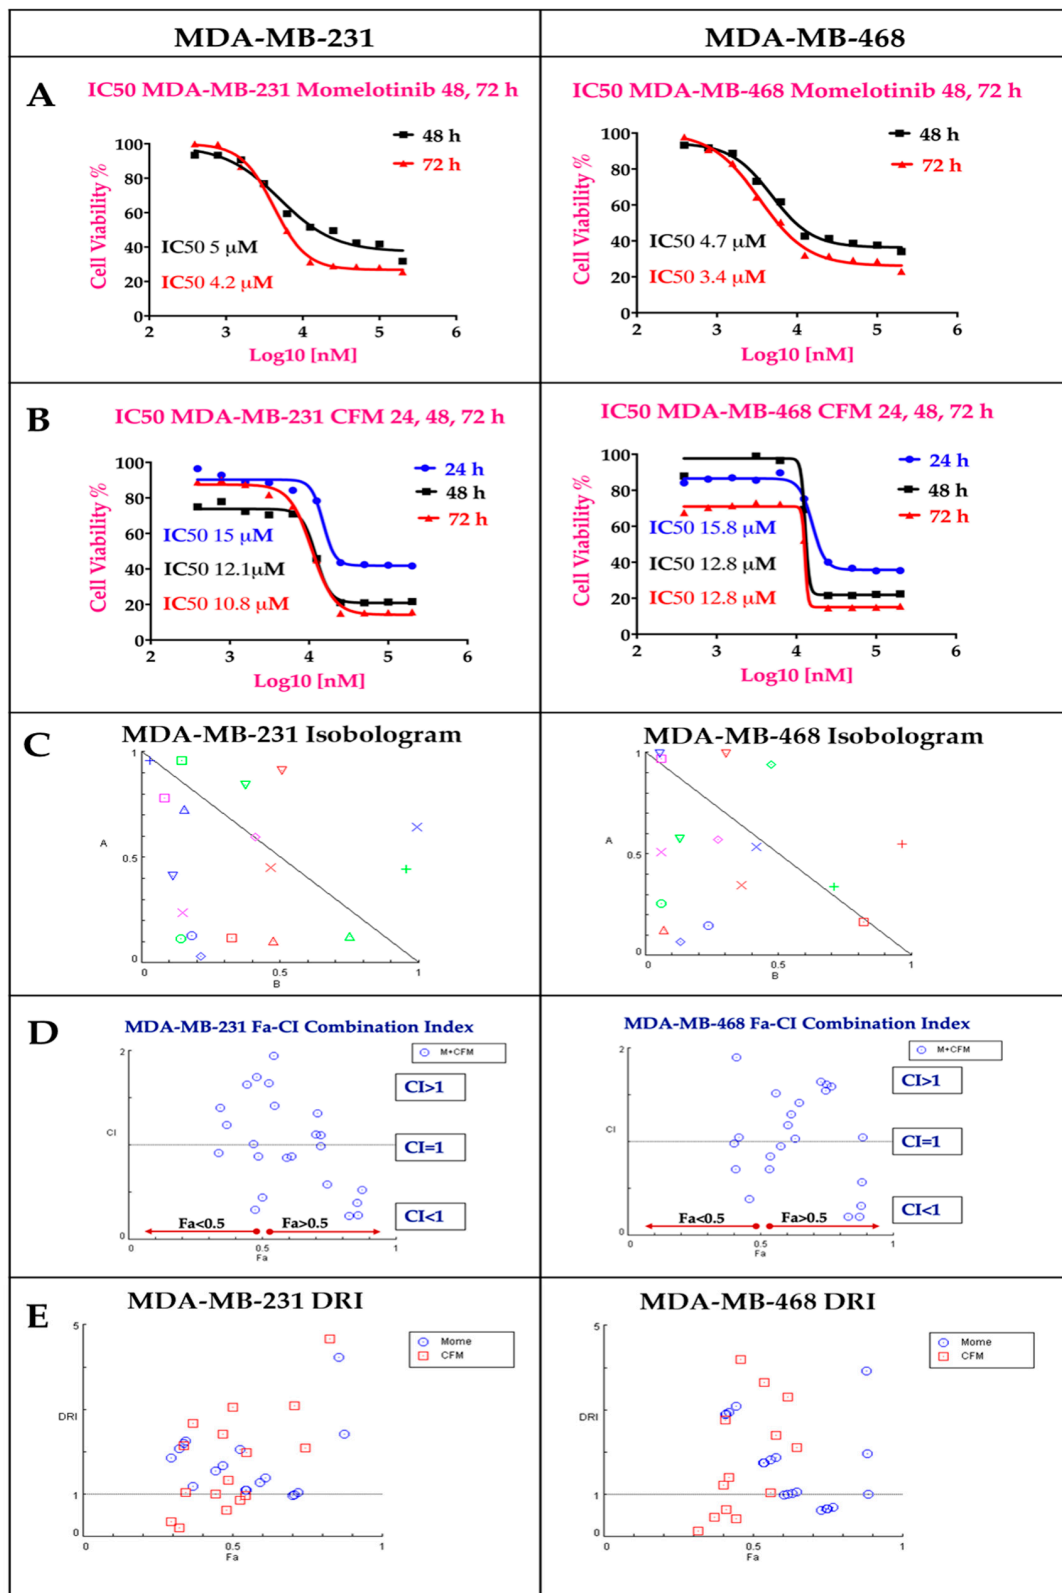 MDA-MB-231
MDA-MB-468
A
IC50 MDA-MB-231 Momelotinib 48, 72 h
48 h
72 h
Cell Viability %
100
80
60
40
20
0
IC50 5 µM
IC50 4.2 µM
2 3 4 5 6
Log10 [nM]
IC50 MDA-MB-468 Momelotinib 48, 72 h
48 h
72 h
Cell Viability %
100
80
60
40
20
0
IC50 4.7 µM
IC50 3.4 µM
2 3 4 5 6
Log10 [nM]
B
IC50 MDA-MB-231 CFM 24, 48, 72 h
24 h
48 h
72 h
Cell Viability %
100
80
60
40
20
0
IC50 15 µM
IC50 12.1µM
IC50 10.8 µM
2 3 4 5 6
Log10 [nM]
IC50 MDA-MB-468 CFM 24, 48, 72 h
24 h
48 h
72 h
Cell Viability %
100
80
60
40
20
0
IC50 15.8 µM
IC50 12.8 µM
IC50 12.8 µM
2 3 4 5 6
Log10 [nM]
C
MDA-MB-231 Isobologram
1
A
0.5
0
0 0.5 1
B
MDA-MB-468 Isobologram
1
A
0.5
0
0 0.5 1
B
D
MDA-MB-231 Fa-CI Combination Index
M+CFM
2
CI>1
CI
CI=1
CI<1
Fa<0.5 Fa>0.5
0
0 0.5 1
Fa
MDA-MB-468 Fa-CI Combination Index
M+CFM
2
CI>1
CI
CI=1
CI<1
Fa<0.5 Fa>0.5
0
0 0.5 1
Fa
E
MDA-MB-231 DRI
5
Mome
CFM
DRI
1
0
0 0.5 1
Fa
MDA-MB-468 DRI
5
Mome
CFM
DRI
1
0
0 0.5 1
Fa